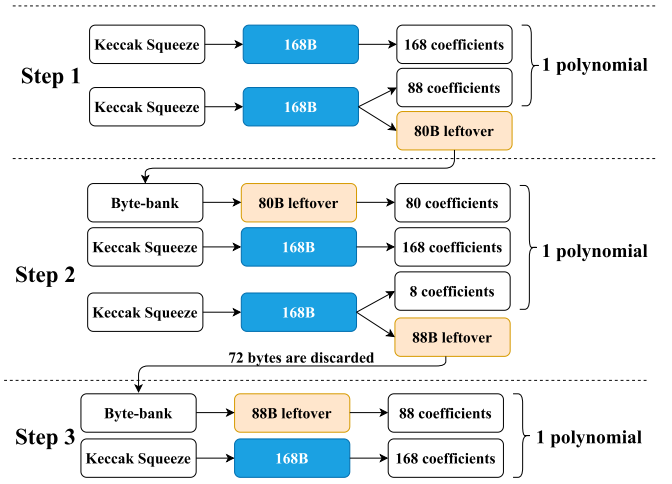 Step 1
Keccak Squeeze
168B
168 coefficients
Keccak Squeeze
168B
88 coefficients
80B leftover
1 polynomial
Step 2
Byte-bank
80B leftover
80 coefficients
Keccak Squeeze
168B
168 coefficients
Keccak Squeeze
168B
8 coefficients
88B leftover
1 polynomial
72 bytes are discarded
Step 3
Byte-bank
88B leftover
88 coefficients
Keccak Squeeze
168B
168 coefficients
1 polynomial